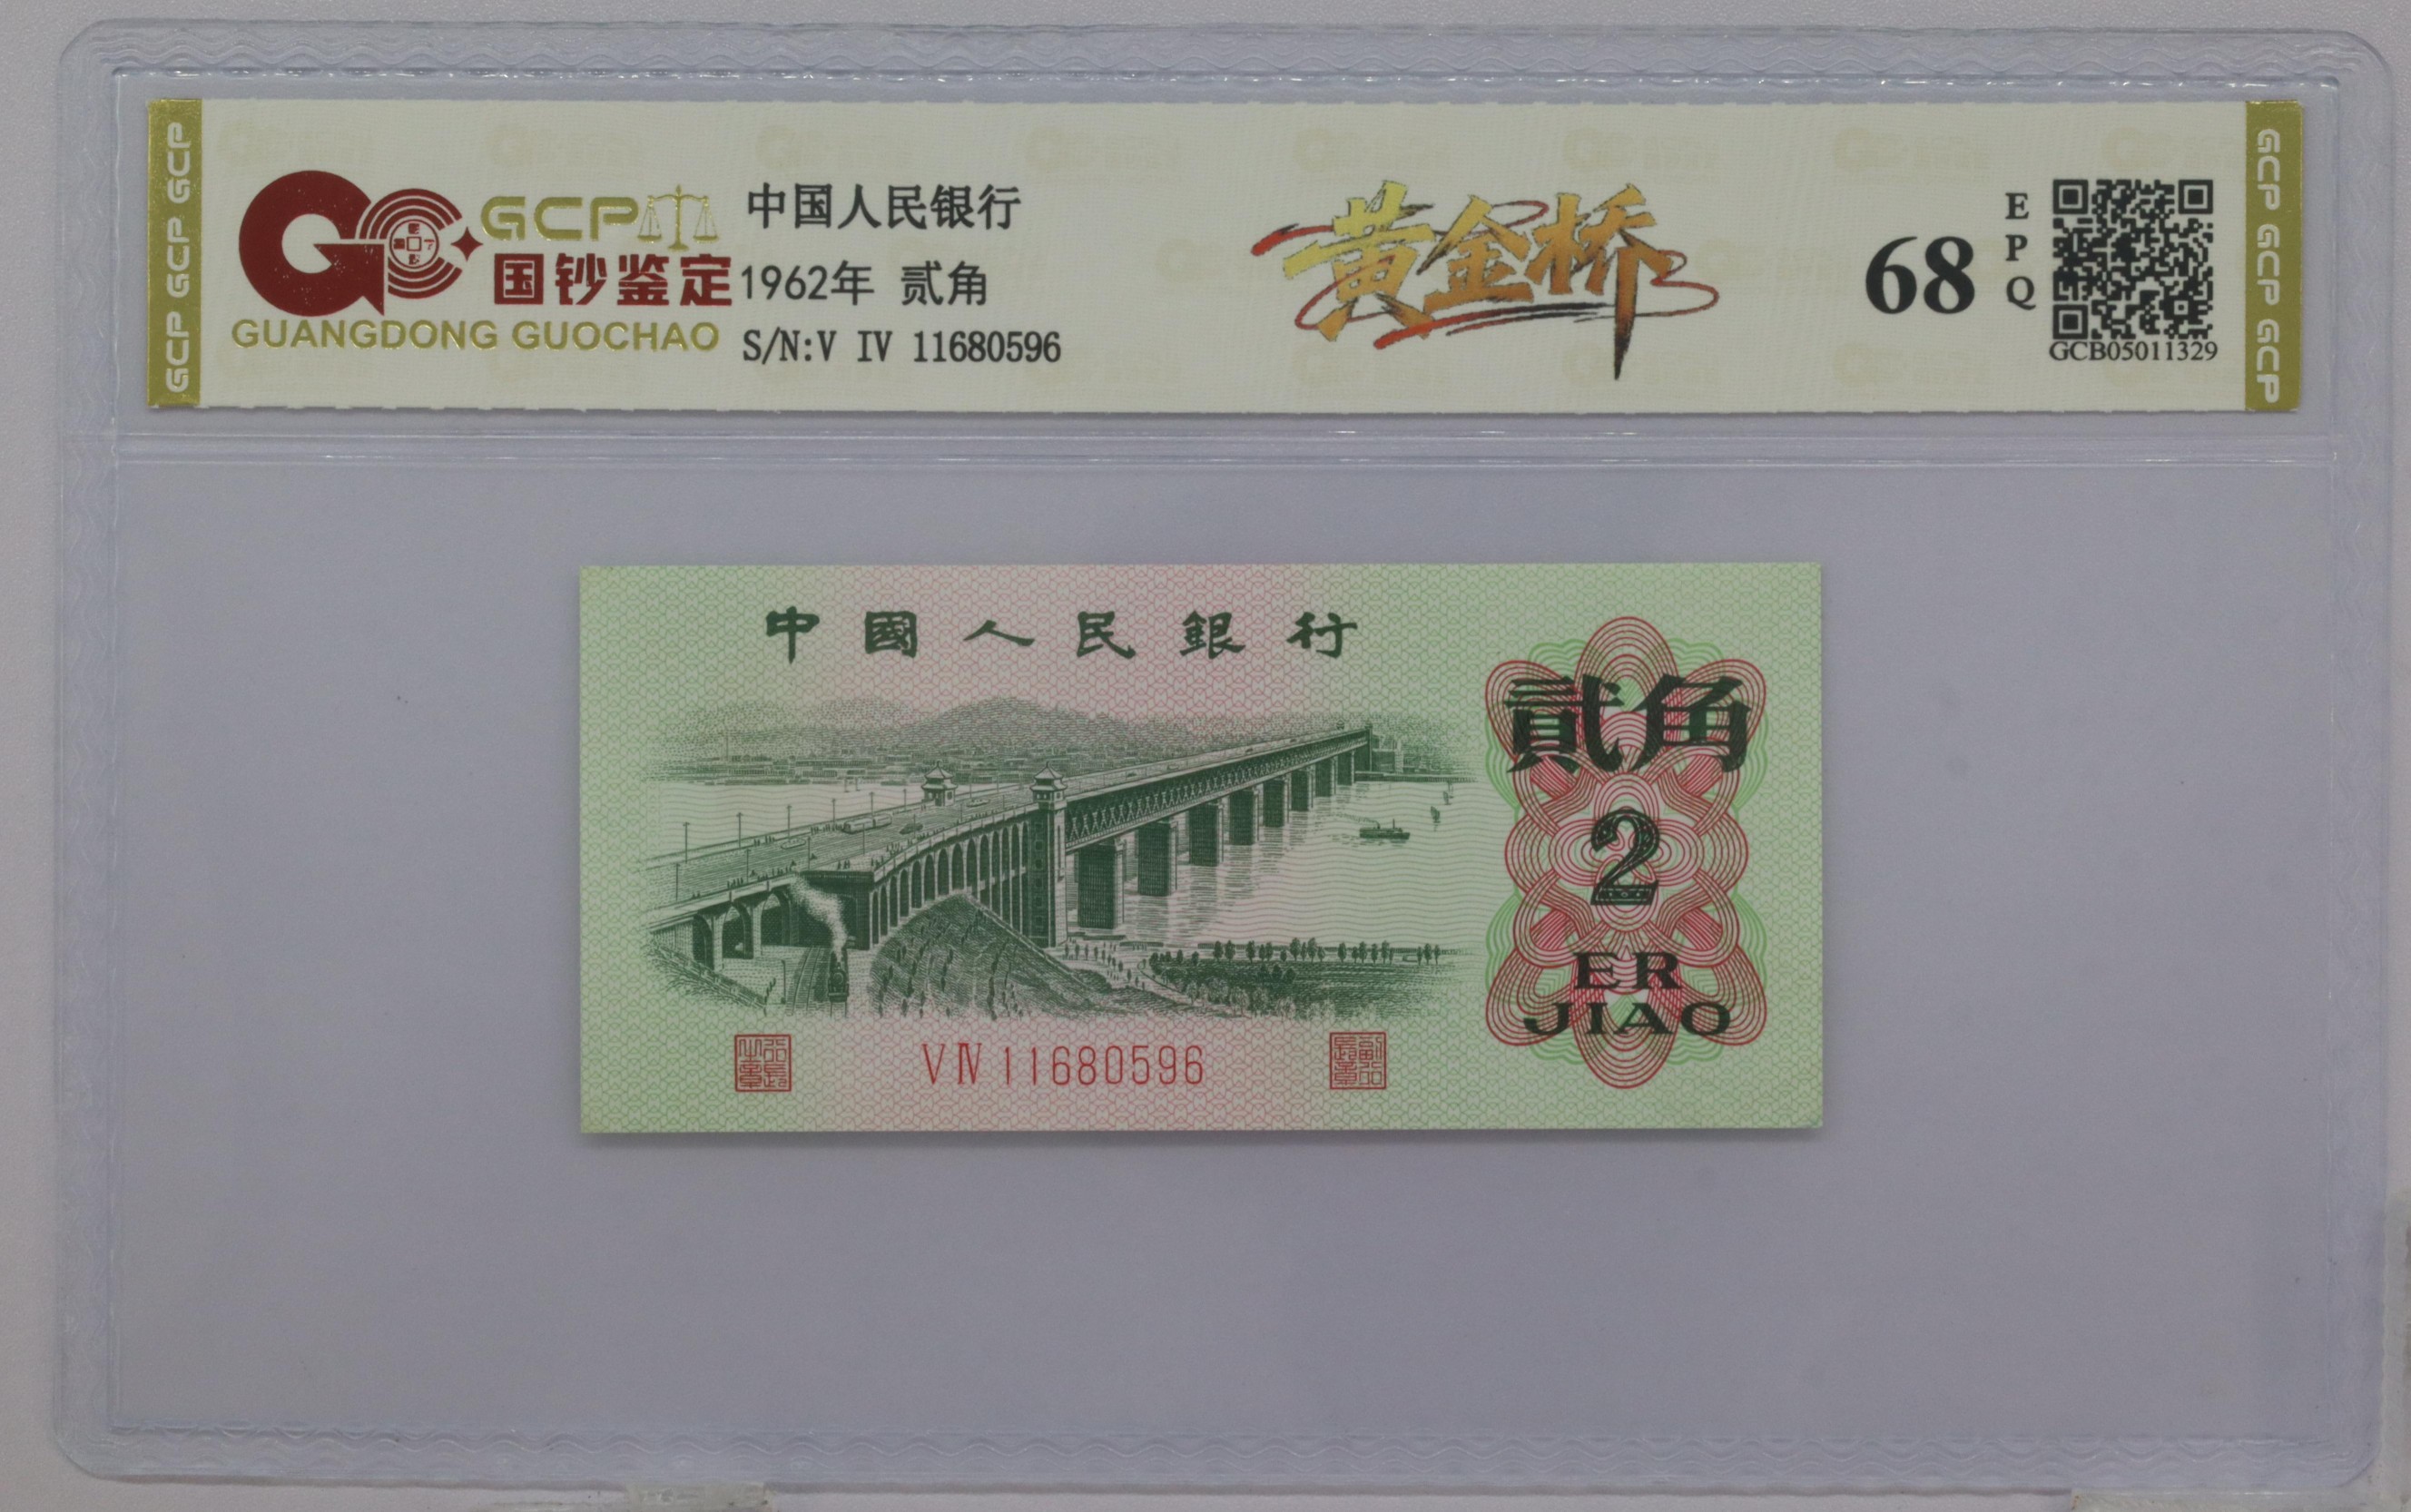 GCP GCP GCP
GCP
国钞鉴定
GUANGDONG GUOCHAO
中国人民银行
1962年 贰角
S/N:V IV 11680596
黄金桥
68
EPQ
GCB05011329
GCP GCP GCP
中國人民銀行
貳角
2
ER
JIAO
V IV 11680596